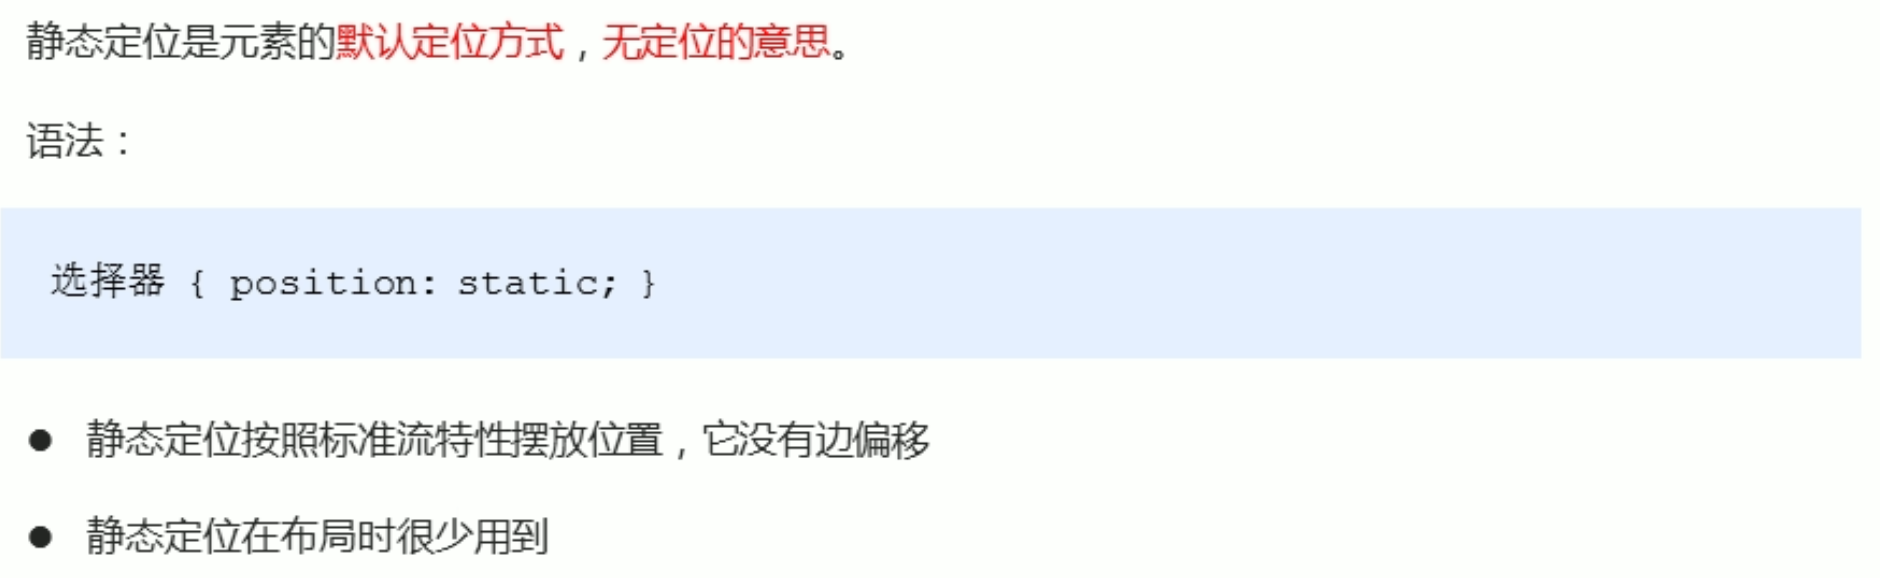 静态定位是元素的默认定位方式，无定位的意思。
语法：
选择器 { position: static; }
● 静态定位按照标准流特性摆放位置，它没有边偏移
● 静态定位在布局时很少用到